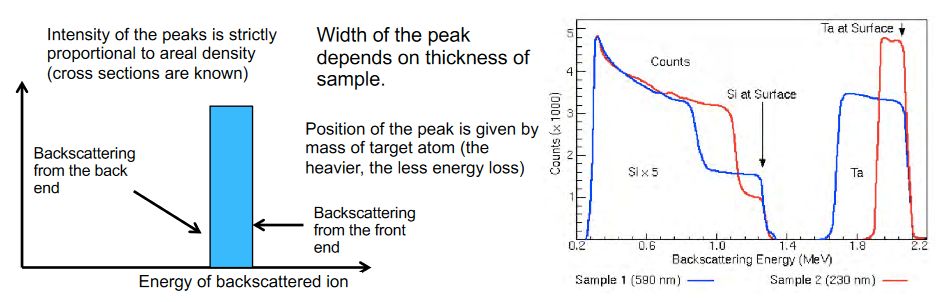 Intensity of the peaks is strictly
proportional to areal density
(cross sections are known)
Width of the peak
depends on thickness of
sample.
Position of the peak is given by
mass of target atom (the
heavier, the less energy loss)
Backscattering
from the back
end
Backscattering
from the front
end
Energy of backscattered ion
Ta at Surface
Counts
Si at Surface
Si x 5
Ta
Counts (x 1000)
5
4
3
2
1
0.2 0.6 1.0 1.4 1.8 2.2
Backscattering Energy (MeV)
Sample 1 (590 nm)
Sample 2 (230 nm)